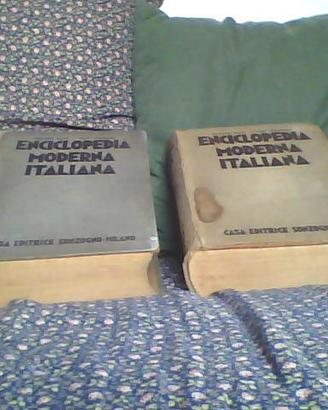 ENCICLOPEDIA
MODERNA
ITALIANA
CASA EDITRICE SONZOGNO-MILANO
ENCICLOPEDIA
MODERNA
ITALIANA
CASA EDITRICE SONZOGNO